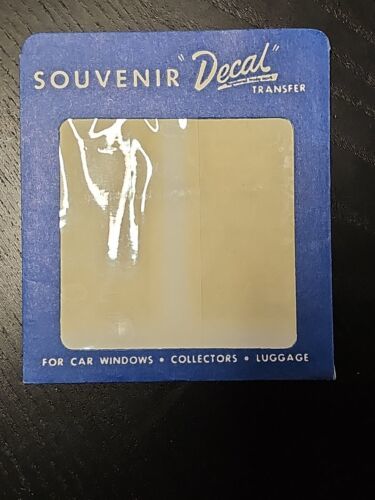 SOUVENIR "Decal"
TRANSFER
FOR CAR WINDOWS • COLLECTORS • LUGGAGE